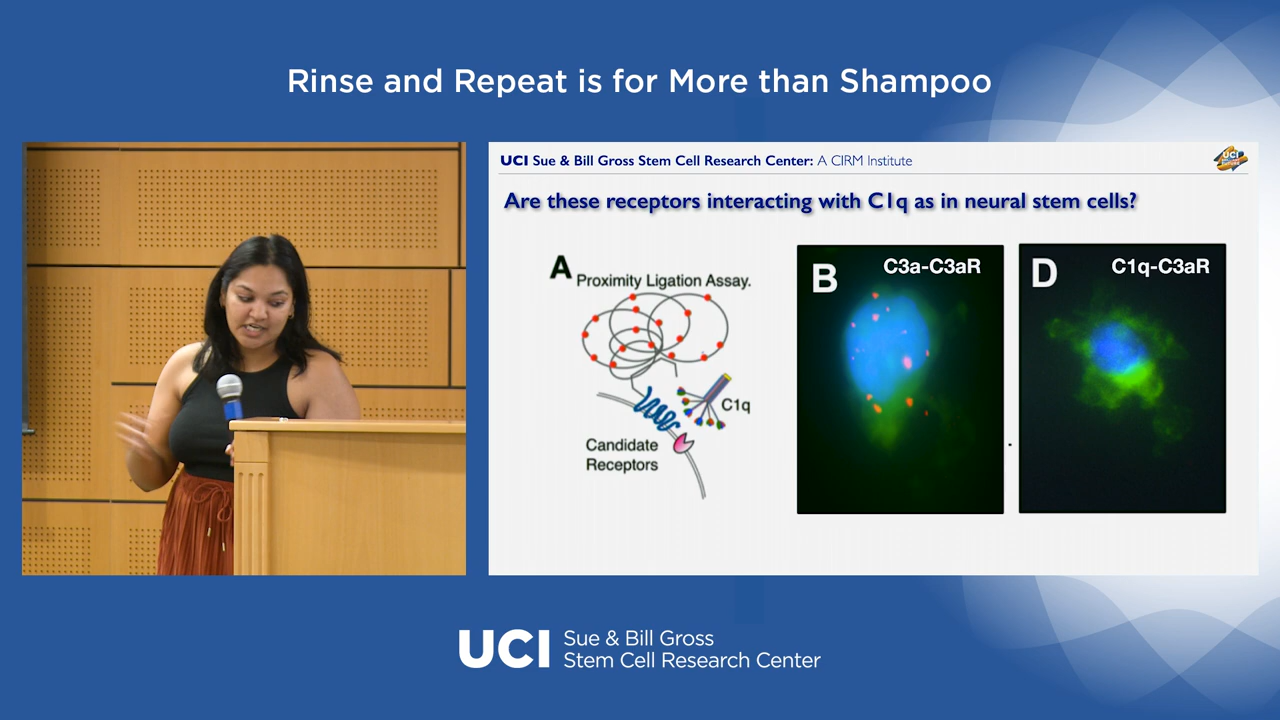 Rinse and Repeat is for More than Shampoo
UCI Sue & Bill Gross Stem Cell Research Center: A CIRM Institute
UCI
Are these receptors interacting with C1q as in neural stem cells?
A
Proximity Ligation Assay.
C1q
Candidate
Receptors
B
C3a-C3aR
D
C1q-C3aR
UCI
Sue & Bill Gross
Stem Cell Research Center